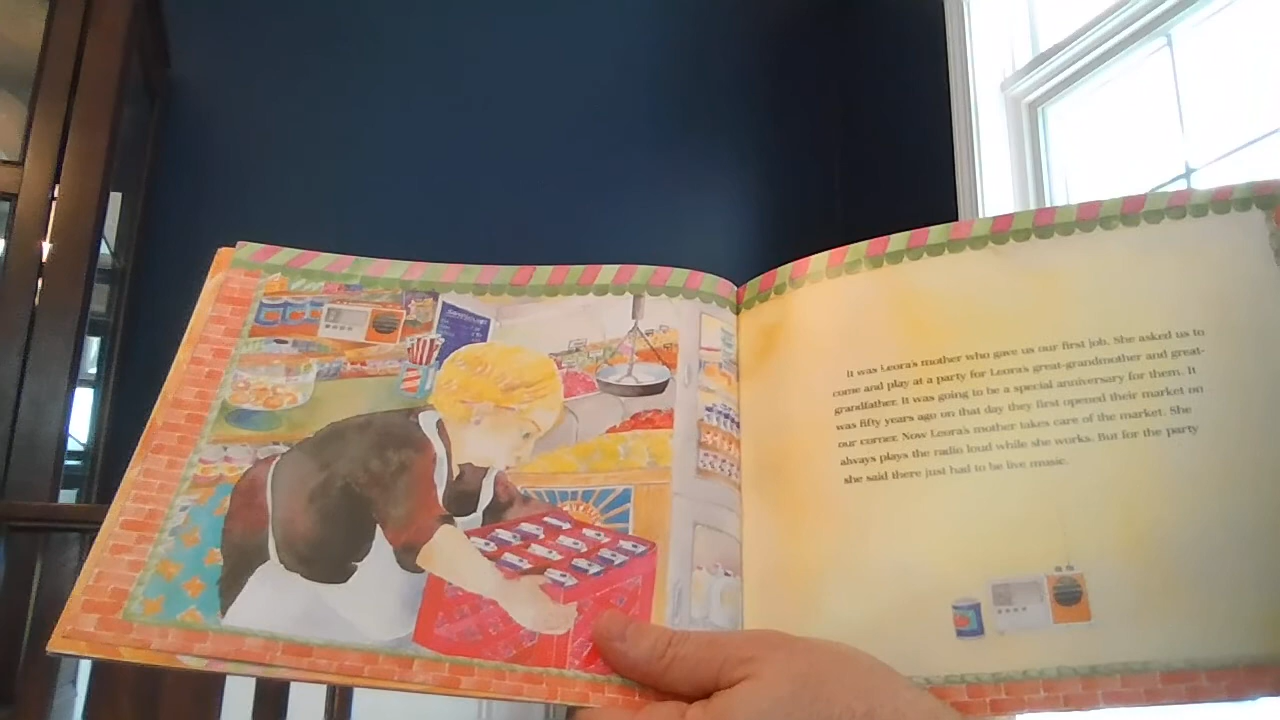 SANDWICHES
It was Leora's mother who gave us our first job. She asked us to
come and play at a party for Leora's great-grandmother and great-
grandfather. It was going to be a special anniversary for them. It
was fifty years ago on that day they first opened their market on
our corner. Now Leora's mother takes care of the market. She
always plays the radio loud while she works. But for the party
she said there just had to be live music.